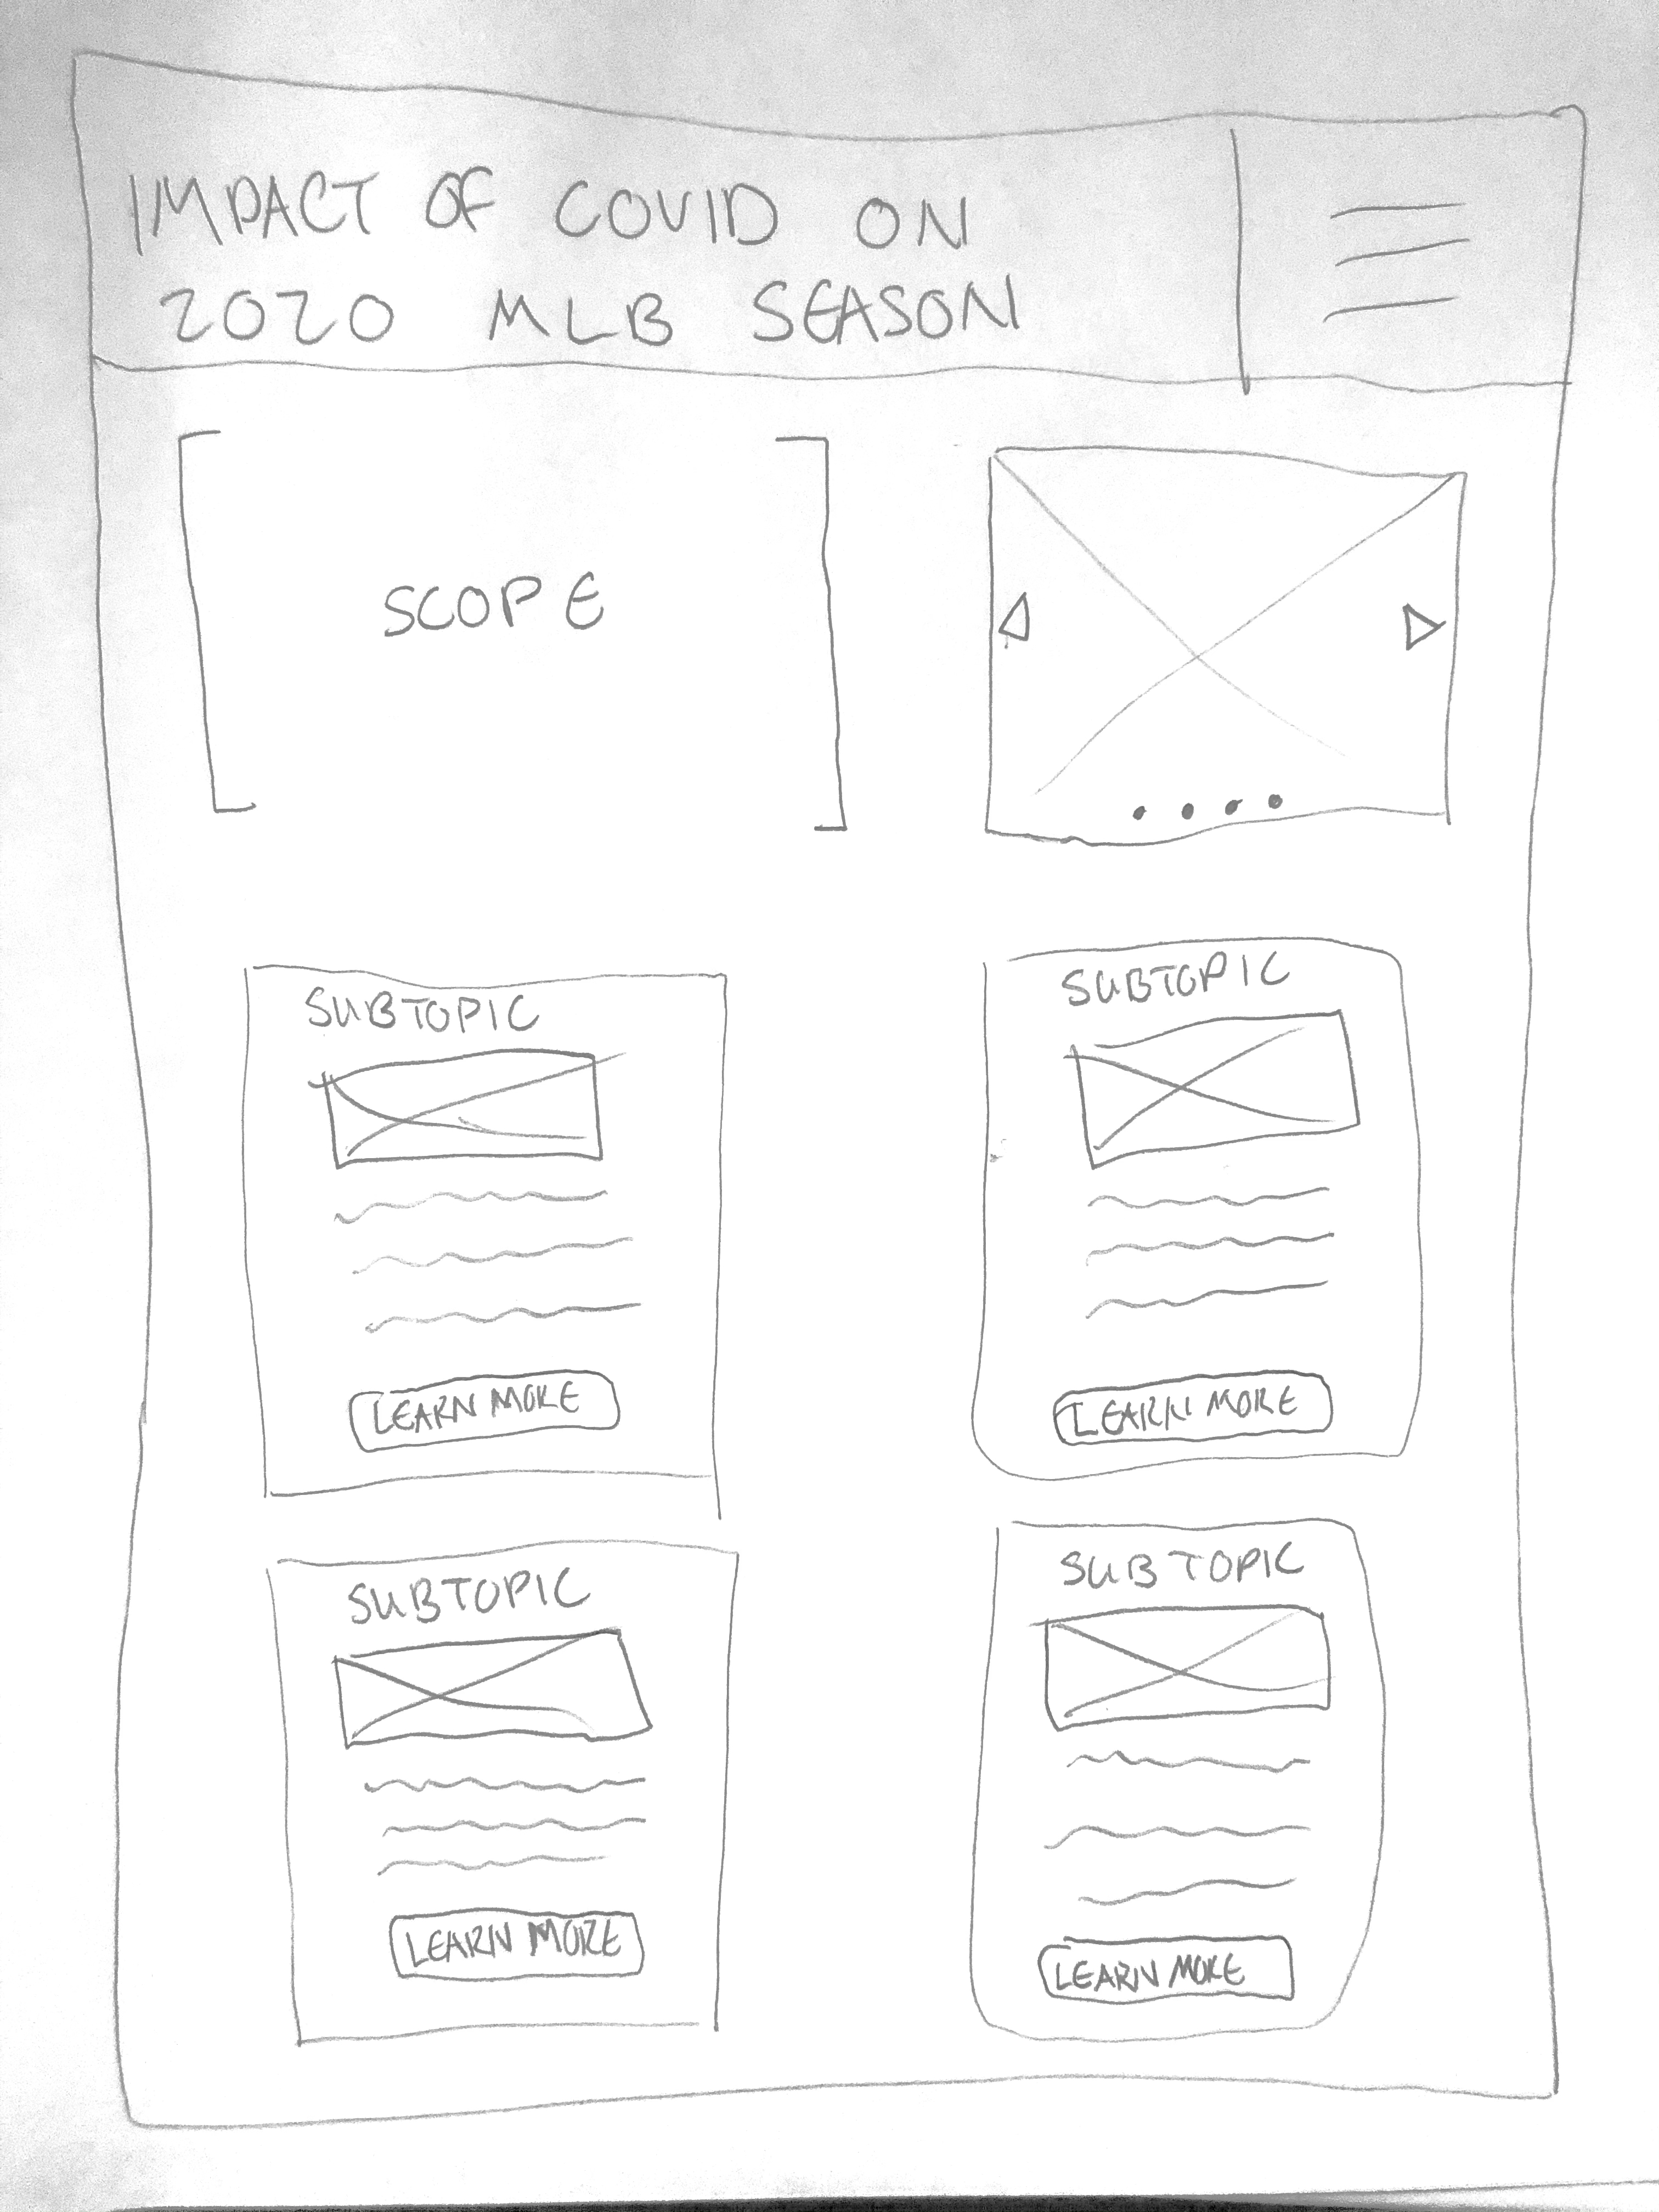 IMPACT OF COVID ON
2020 MLB SEASON
SCOPE
SUBTOPIC
LEARN MORE
SUBTOPIC
LEARN MORE
SUBTOPIC
LEARN MORE
SUBTOPIC
LEARN MORE